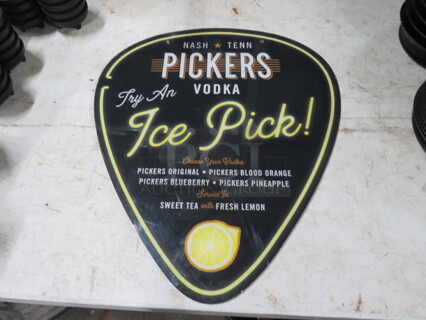 NASH ★ TENN
PICKERS
VODKA
Try An
Ice Pick!
Choose Your Vodka
PICKERS ORIGINAL • PICKERS BLOOD ORANGE
PICKERS BLUEBERRY • PICKERS PINEAPPLE
Served In
SWEET TEA with FRESH LEMON